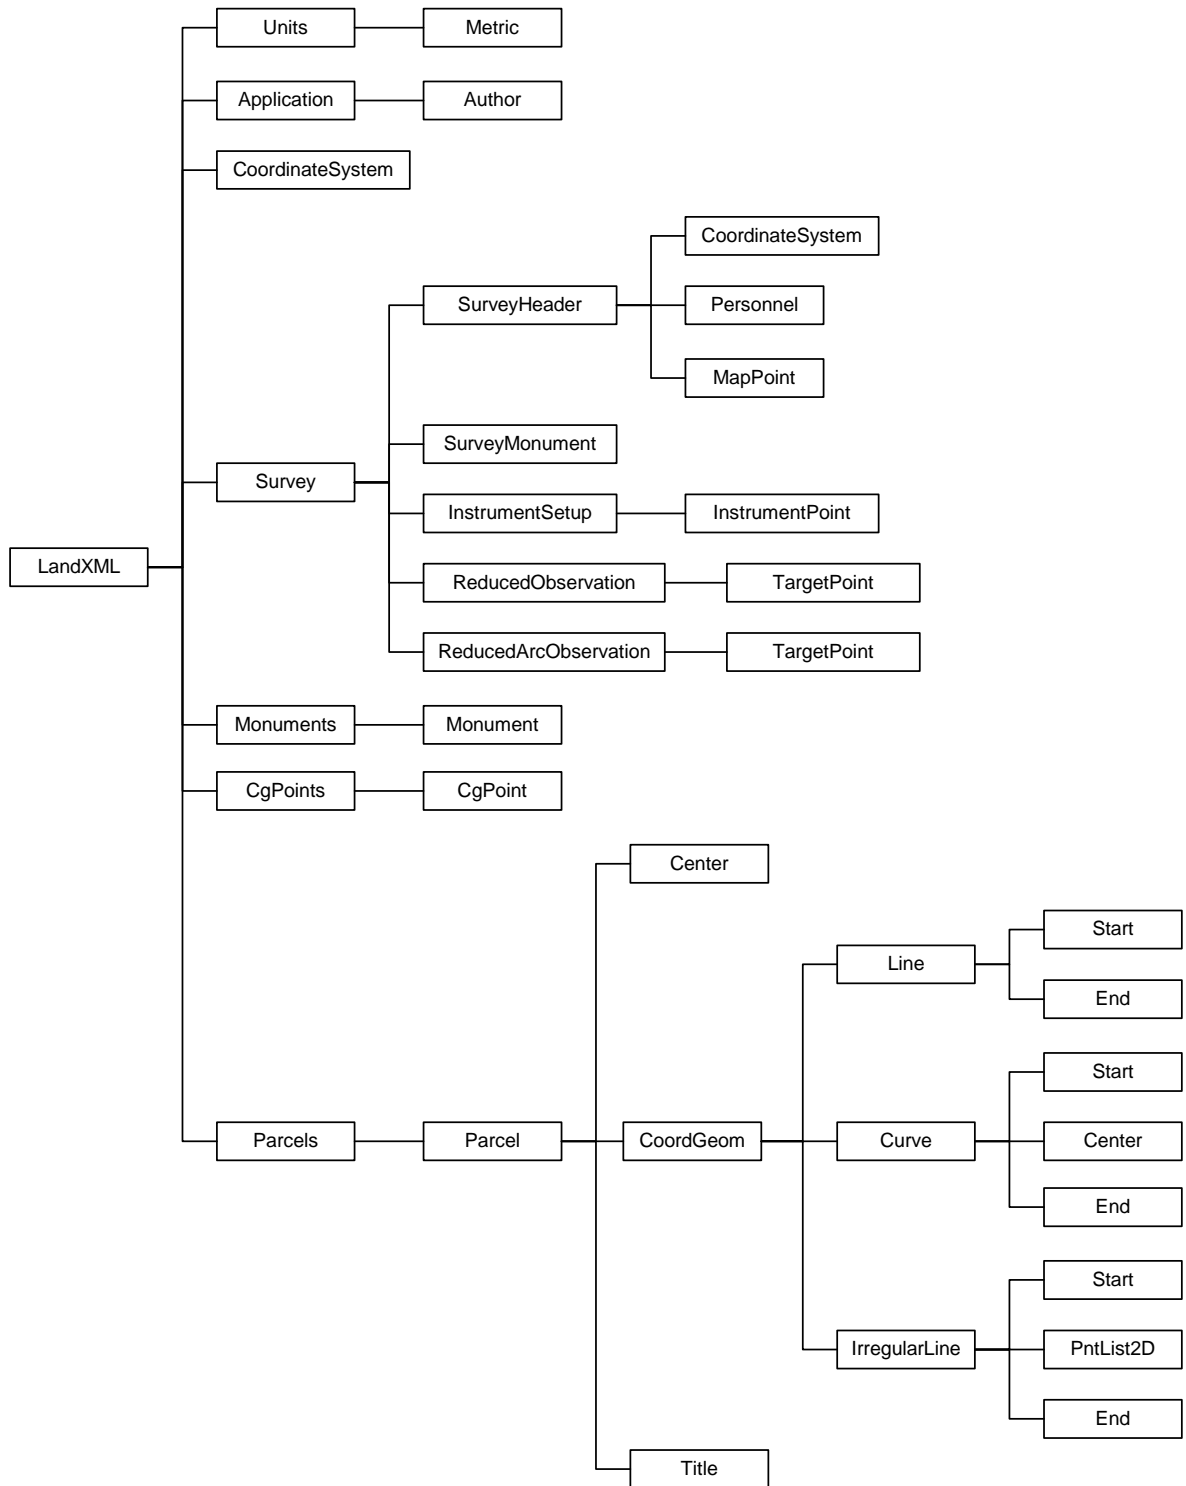 Units
Metric
Application
Author
CoordinateSystem
CoordinateSystem
SurveyHeader
Personnel
MapPoint
SurveyMonument
Survey
InstrumentSetup
InstrumentPoint
LandXML
ReducedObservation
TargetPoint
ReducedArcObservation
TargetPoint
Monuments
Monument
CgPoints
CgPoint
Center
Start
Line
End
Start
Parcels
Parcel
CoordGeom
Curve
Center
End
Start
IrregularLine
PntList2D
End
Title